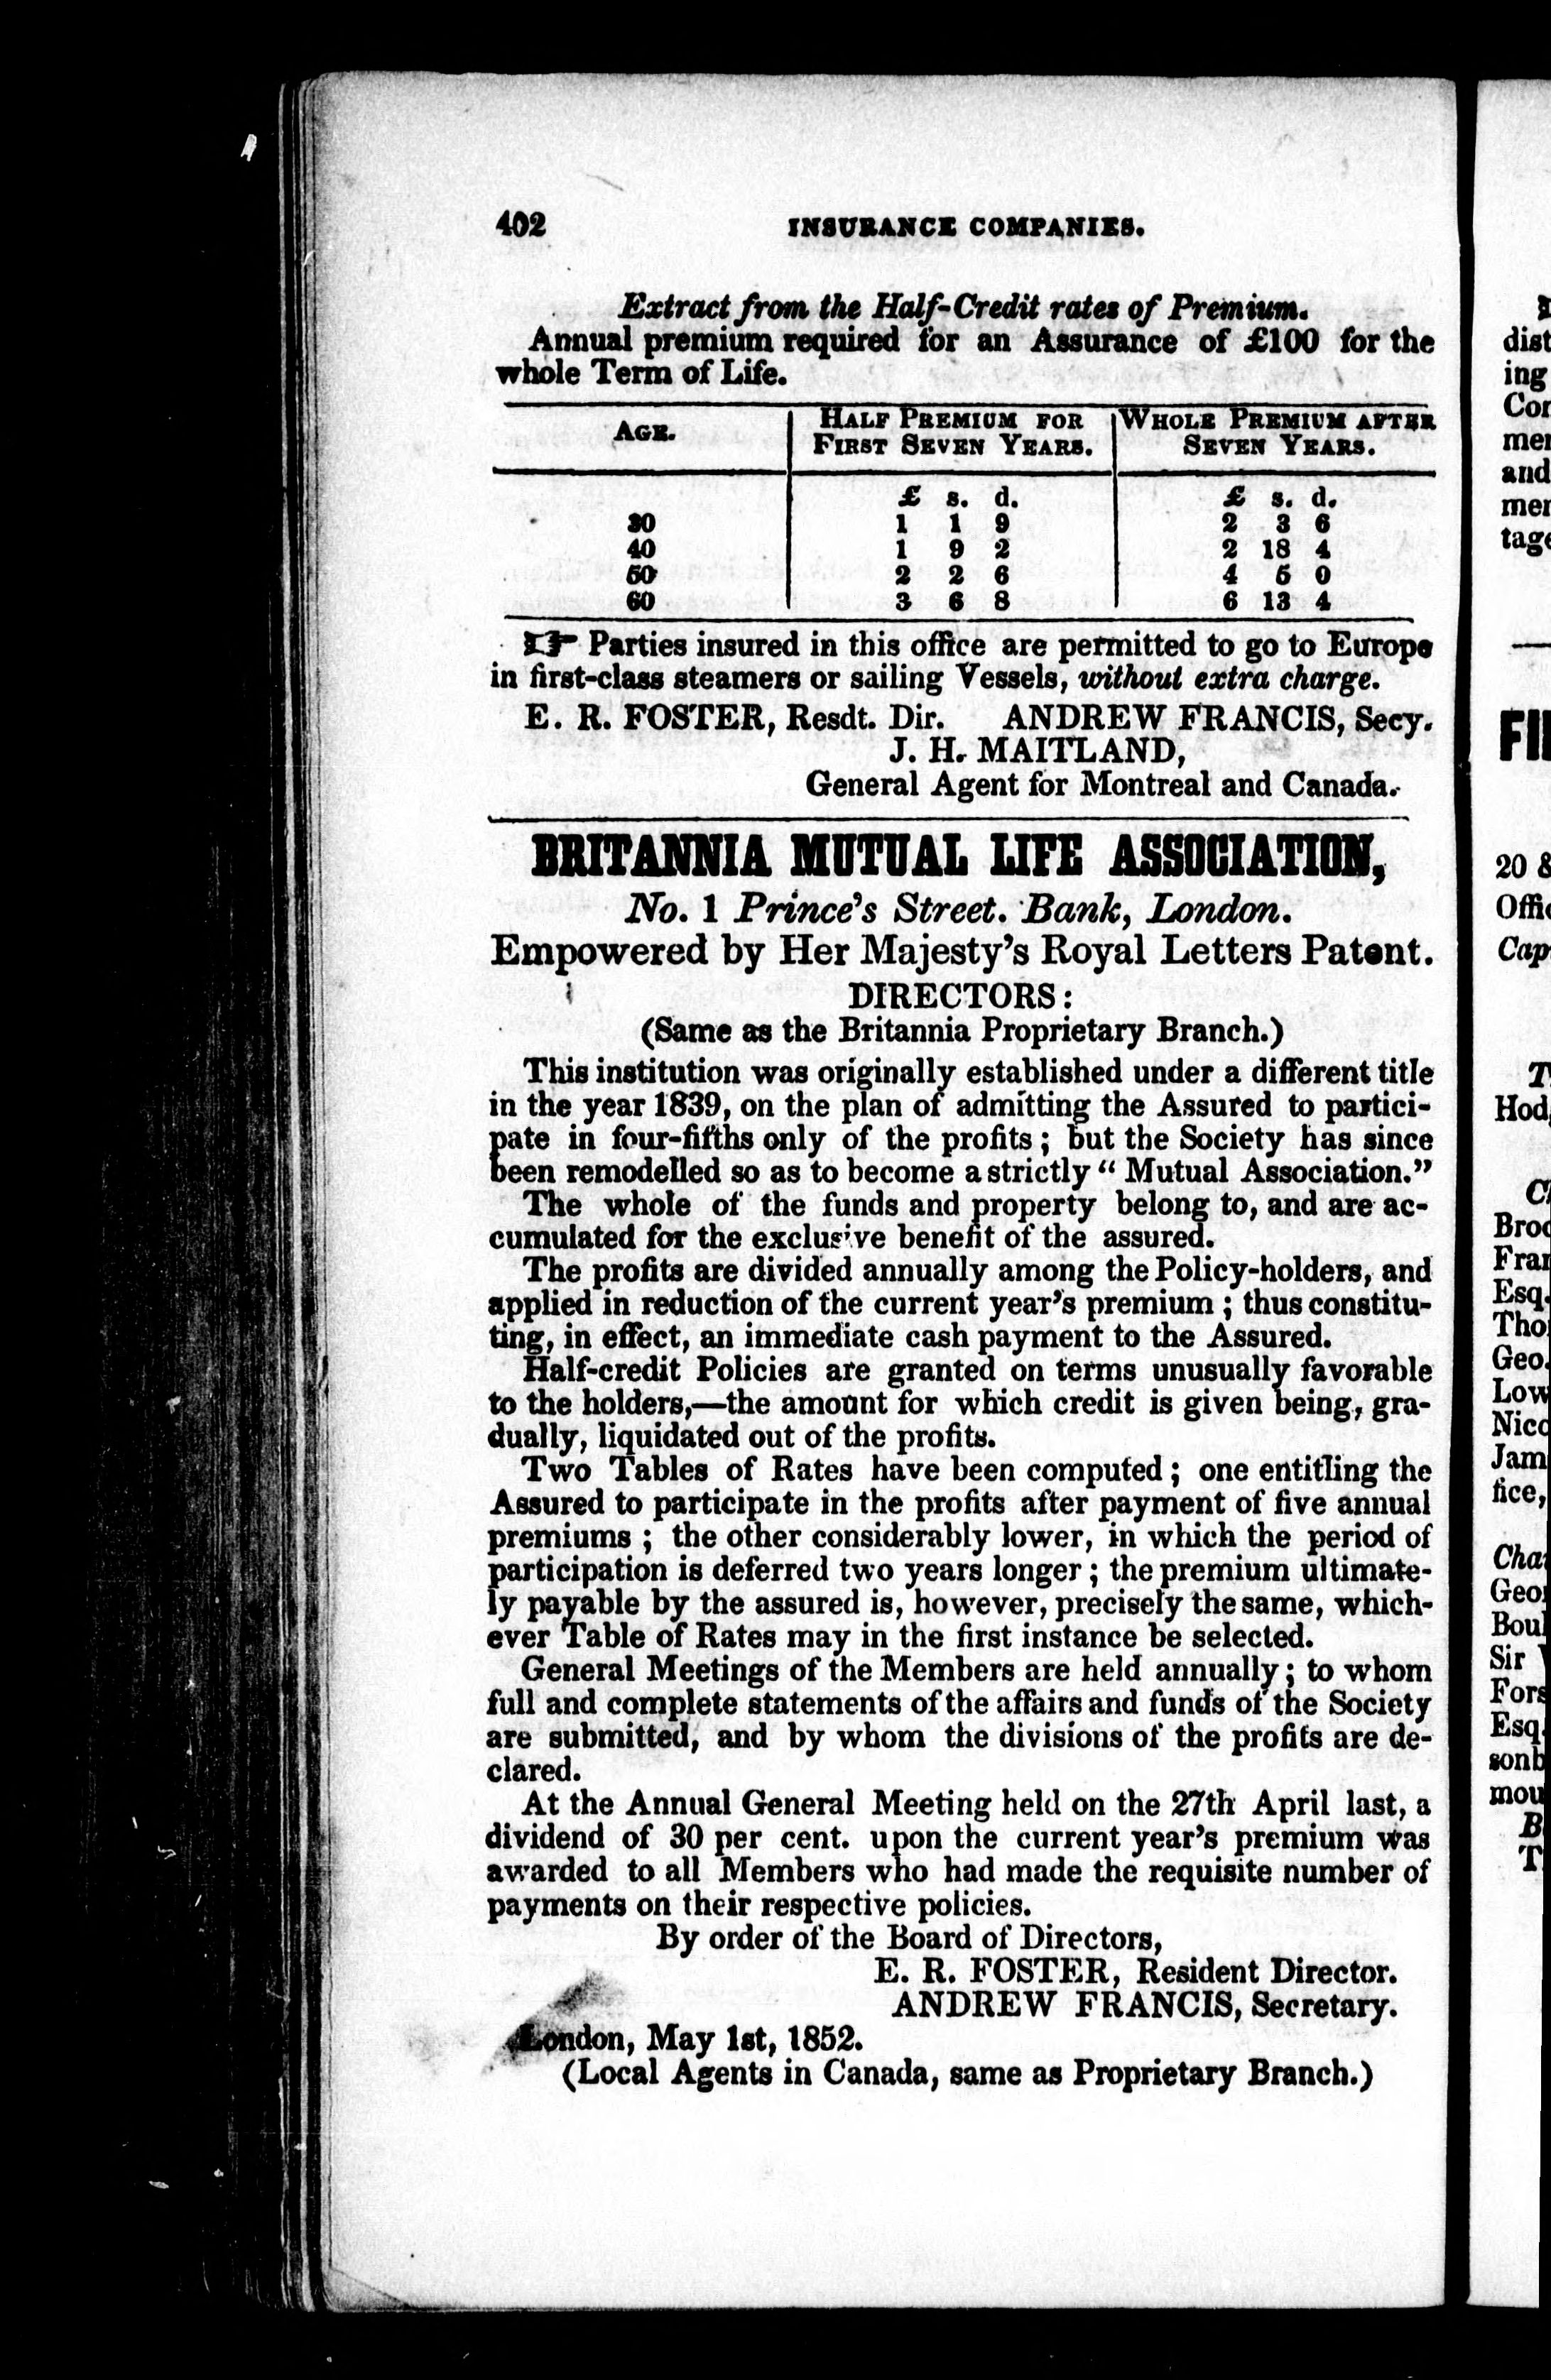 402 INSURANCE COMPANIES.
Extract from the Half-Credit rates of Premium.
Annual premium required for an Assurance of £100 for the
whole Term of Life.
AGE. HALF PREMIUM FOR FIRST SEVEN YEARS. WHOLE PREMIUM AFTER SEVEN YEARS.
£ s. d. £ s. d.
30 1 1 9 2 3 6
40 1 9 2 2 18 4
50 2 2 6 4 5 0
60 3 6 8 6 13 4
☞ Parties insured in this office are permitted to go to Europe
in first-class steamers or sailing Vessels, without extra charge.
E. R. FOSTER, Resdt. Dir. ANDREW FRANCIS, Secy.
J. H. MAITLAND,
General Agent for Montreal and Canada.
BRITANNIA MUTUAL LIFE ASSOCIATION,
No. 1 Prince's Street. Bank, London.
Empowered by Her Majesty's Royal Letters Patent.
DIRECTORS:
(Same as the Britannia Proprietary Branch.)
This institution was originally established under a different title
in the year 1839, on the plan of admitting the Assured to partici-
pate in four-fifths only of the profits; but the Society has since
been remodelled so as to become a strictly "Mutual Association."
The whole of the funds and property belong to, and are ac-
cumulated for the exclusive benefit of the assured.
The profits are divided annually among the Policy-holders, and
applied in reduction of the current year's premium; thus constitu-
ting, in effect, an immediate cash payment to the Assured.
Half-credit Policies are granted on terms unusually favorable
to the holders,—the amount for which credit is given being, gra-
dually, liquidated out of the profits.
Two Tables of Rates have been computed; one entitling the
Assured to participate in the profits after payment of five annual
premiums; the other considerably lower, in which the period of
participation is deferred two years longer; the premium ultimate-
ly payable by the assured is, however, precisely the same, which-
ever Table of Rates may in the first instance be selected.
General Meetings of the Members are held annually; to whom
full and complete statements of the affairs and funds of the Society
are submitted, and by whom the divisions of the profits are de-
clared.
At the Annual General Meeting held on the 27th April last, a
dividend of 30 per cent. upon the current year's premium was
awarded to all Members who had made the requisite number of
payments on their respective policies.
By order of the Board of Directors,
E. R. FOSTER, Resident Director.
ANDREW FRANCIS, Secretary.
London, May 1st, 1852.
(Local Agents in Canada, same as Proprietary Branch.)